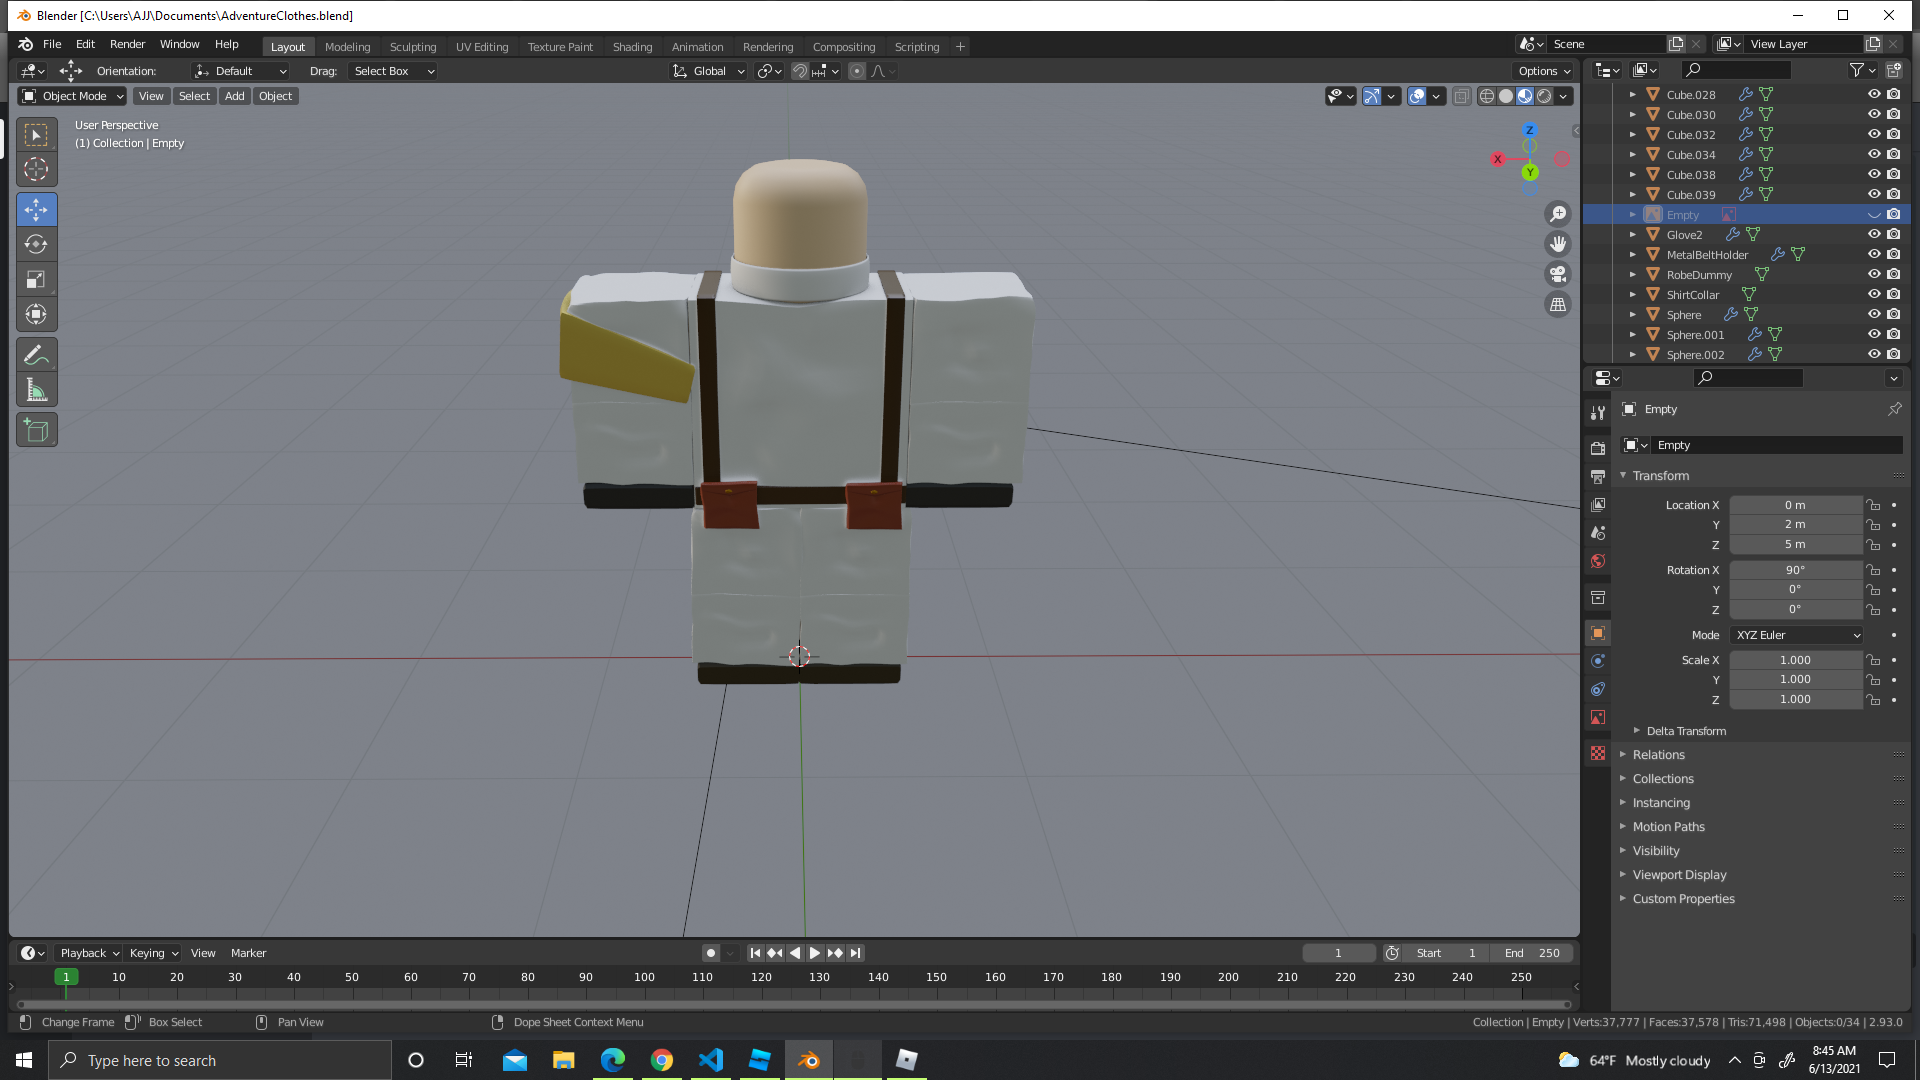 Blender [C:\Users\AJJ\Documents\AdventureClothes.blend]
File Edit Render Window Help Layout Modeling Sculpting UV Editing Texture Paint Shading Animation Rendering Compositing Scripting + Scene View Layer
Orientation: Default Drag: Select Box Global Options
Object Mode View Select Add Object
User Perspective
(1) Collection | Empty
Z
X
Y
Cube.028
Cube.030
Cube.032
Cube.034
Cube.038
Cube.039
Empty
Glove2
MetalBeltHolder
RobeDummy
ShirtCollar
Sphere
Sphere.001
Sphere.002
Empty
Empty
Transform
Location X 0 m
Y 2 m
Z 5 m
Rotation X 90°
Y 0°
Z 0°
Mode XYZ Euler
Scale X 1.000
Y 1.000
Z 1.000
Delta Transform
Relations
Collections
Instancing
Motion Paths
Visibility
Viewport Display
Custom Properties
Playback Keying View Marker 1 Start 1 End 250
1 10 20 30 40 50 60 70 80 90 100 110 120 130 140 150 160 170 180 190 200 210 220 230 240 250
Change Frame Box Select Pan View Dope Sheet Context Menu Collection | Empty | Verts:37,777 | Faces:37,578 | Tris:71,498 | Objects:0/34 | 2.93.0
Type here to search 64°F Mostly cloudy 8:45 AM
6/13/2021